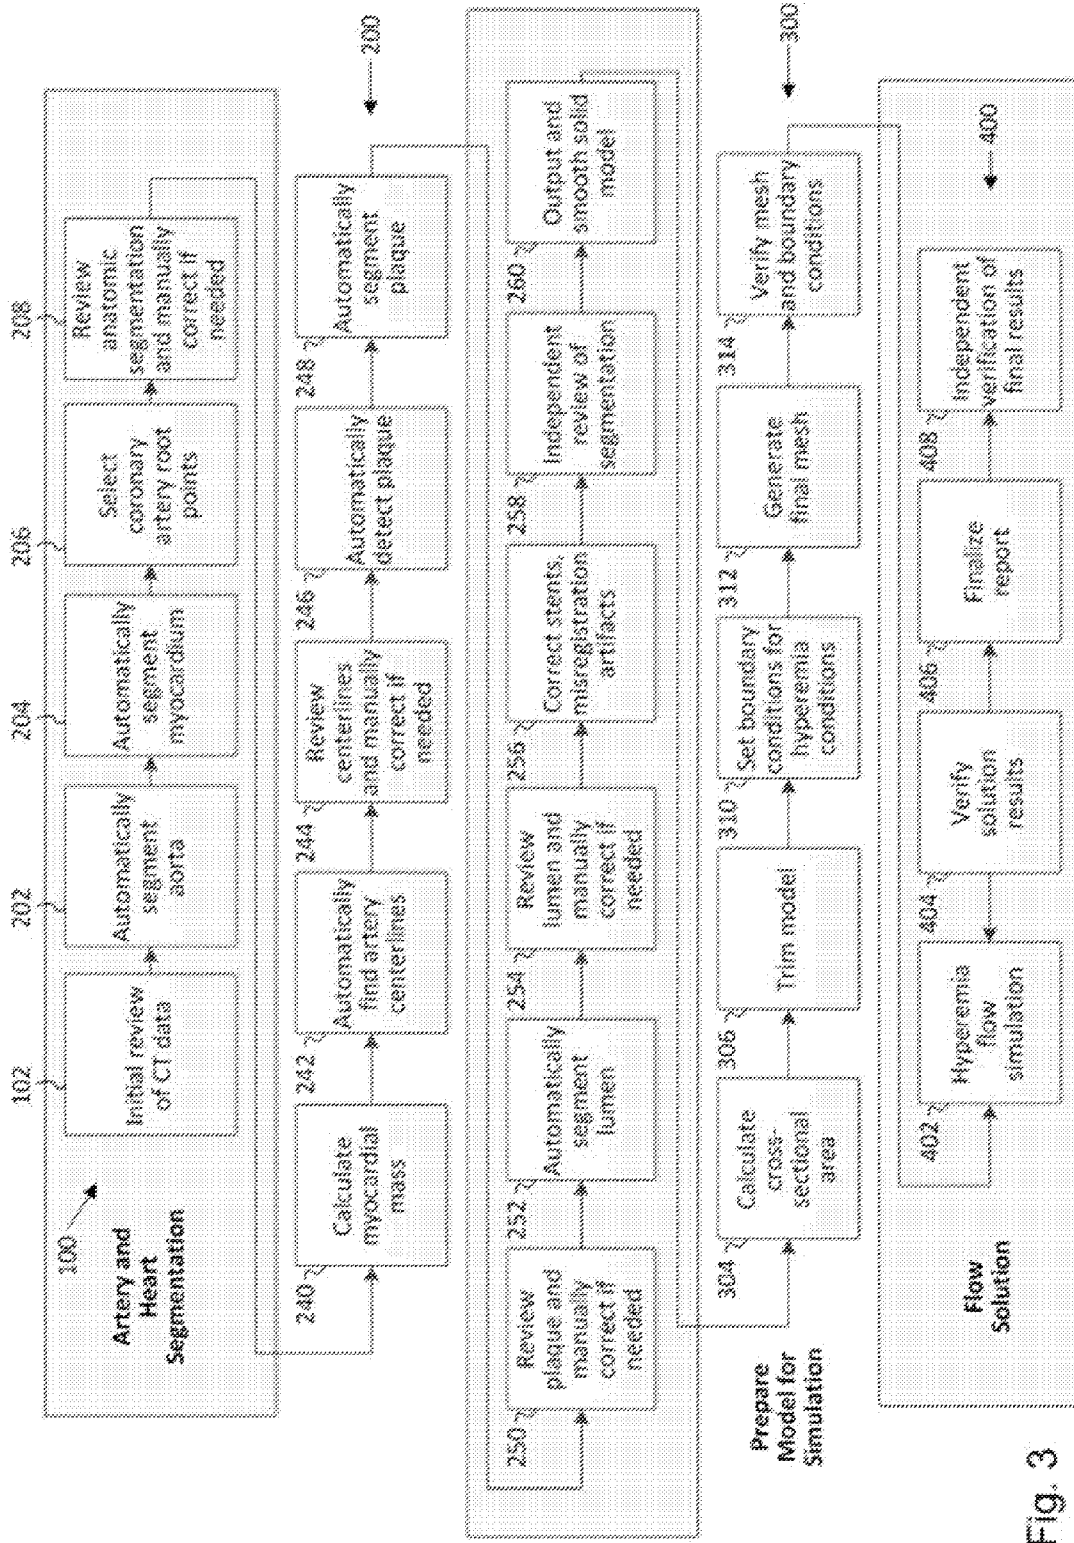 100
Artery and
Heart
Segmentation
102
Initial review
of CT data
202
Automatically
segment
aorta
204
Automatically
segment
myocardium
206
Select
coronary
artery root
points
208
Review
anatomic
segmentation
and manually
correct if
needed
200
240
Calculate
myocardial
mass
242
Automatically
find artery
centerlines
244
Review
centerlines
and manually
correct if
needed
246
Automatically
detect plaque
248
Automatically
segment
plaque
250
Review
plaque and
manually
correct if
needed
252
Automatically
segment
lumen
254
Review
lumen and
manually
correct if
needed
256
Correct stents,
misregistration
artifacts
258
Independent
review of
segmentation
260
Output and
smooth solid
model
300
Prepare
Model for
Simulation
304
Calculate
cross-
sectional
area
306
Trim model
310
Set boundary
conditions for
hyperemia
conditions
312
Generate
final mesh
314
Verify mesh
and boundary
conditions
400
Flow
Solution
402
Hyperemia
flow
simulation
404
Verify
solution
results
406
Finalize
report
408
Independent
verification of
final results
Fig. 3